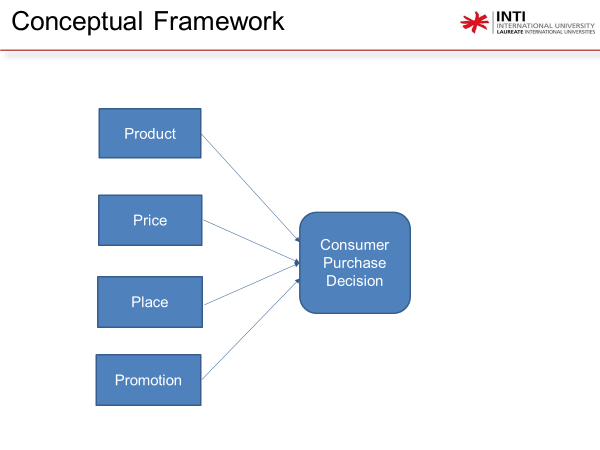 Conceptual Framework
INTI
INTERNATIONAL UNIVERSITY
LAUREATE INTERNATIONAL UNIVERSITIES
Product
Price
Place
Promotion
Consumer
Purchase
Decision